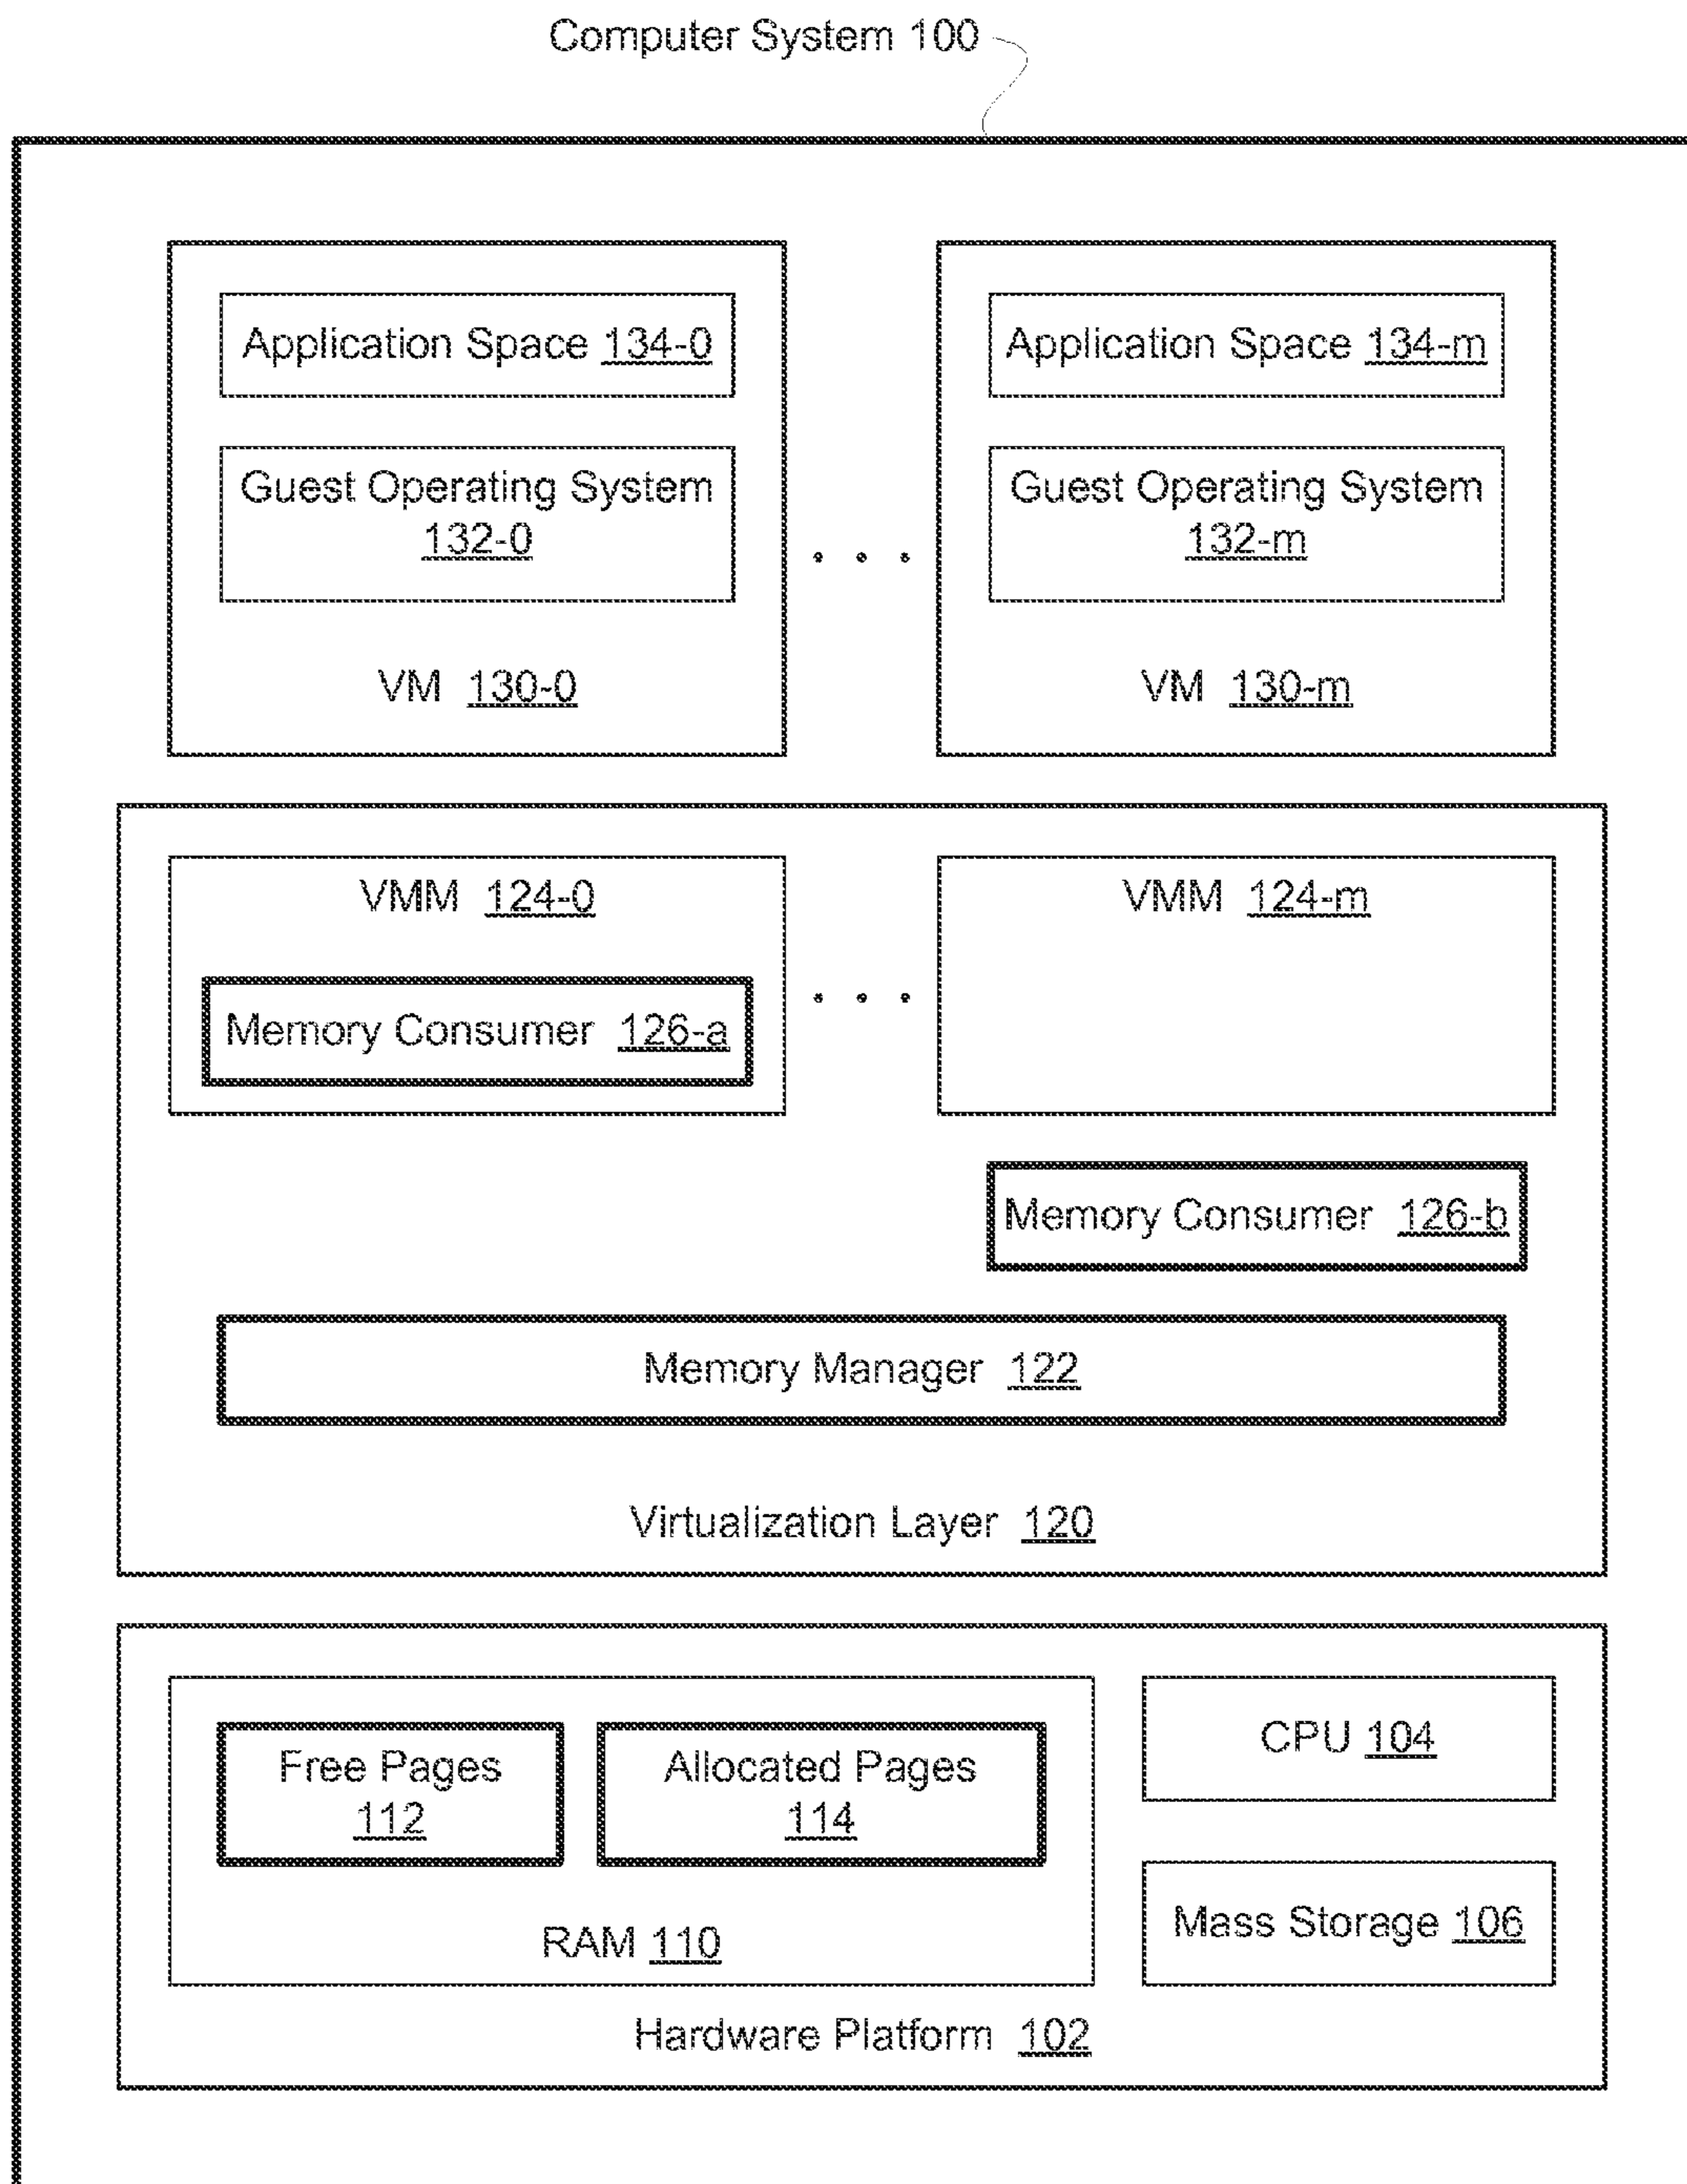 Computer System 100
Application Space 134-0
Application Space 134-m
Guest Operating System
132-0
Guest Operating System
132-m
. . .
VM 130-0
VM 130-m
VMM 124-0
VMM 124-m
. . .
Memory Consumer 126-a
Memory Consumer 126-b
Memory Manager 122
Virtualization Layer 120
Free Pages
112
Allocated Pages
114
RAM 110
CPU 104
Mass Storage 106
Hardware Platform 102